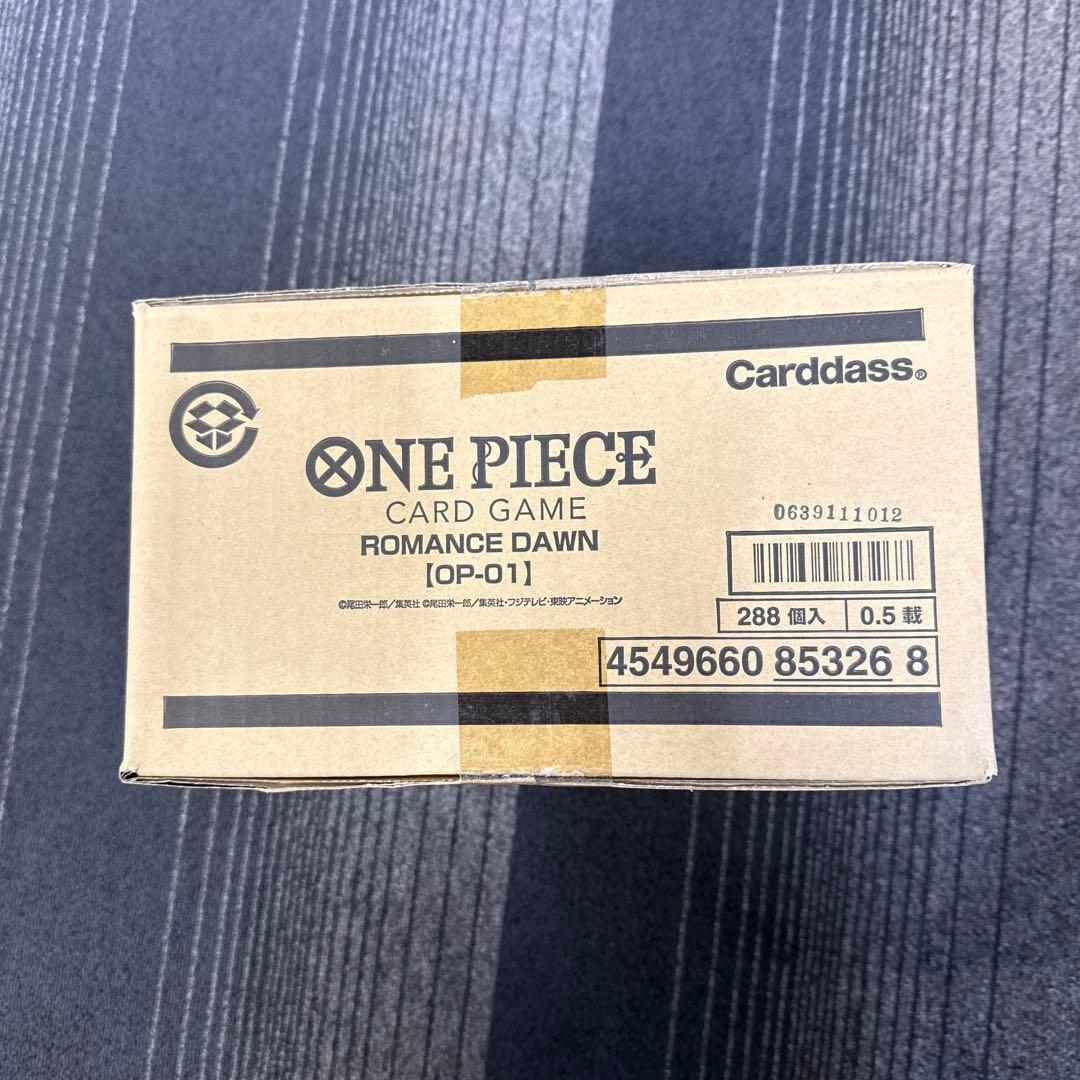 Carddass®
ONE PIECE
CARD GAME
ROMANCE DAWN
【OP-01】
©尾田栄一郎/集英社 ©尾田栄一郎/集英社・フジテレビ・東映アニメーション
0639111012
288 個入
0.5 載
4549660 85326 8